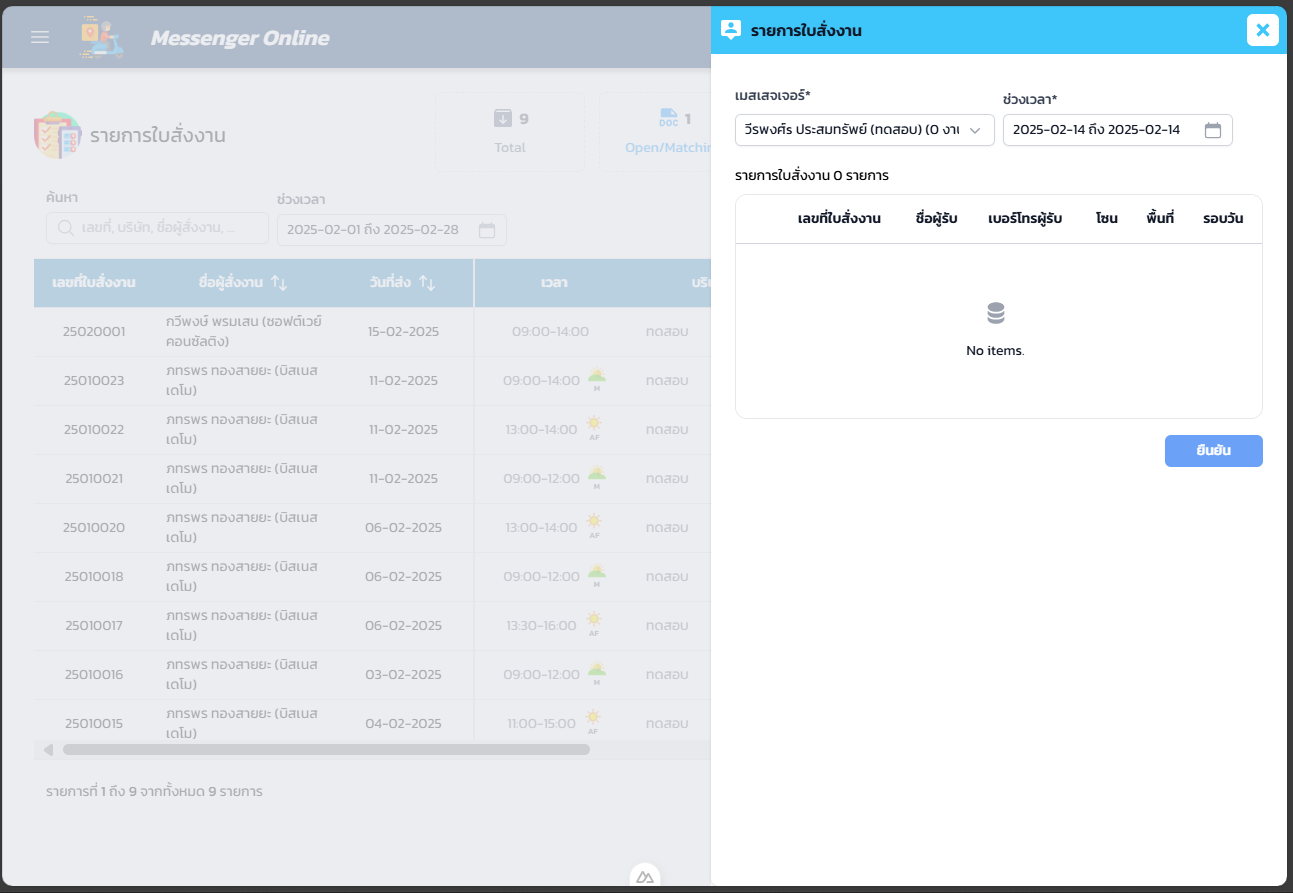 Messenger Online
รายการใบสั่งงาน
9
Total
DOC 1
Open/Matchin
ค้นหา
ช่วงเวลา
เลขที่, บริษัท, ชื่อผู้สั่งงาน, ...
2025-02-01 ถึง 2025-02-28
เลขที่ใบสั่งงาน ชื่อผู้สั่งงาน วันที่ส่ง เวลา
25020001 กวีพงษ์ พรมเสน (ซอฟต์เวย์ คอนซัลติง) 15-02-2025 09:00-14:00 ทดสอบ
25010023 ภทรพร ทองสายยะ (บิสเนส เดโม) 11-02-2025 09:00-14:00 M ทดสอบ
25010022 ภทรพร ทองสายยะ (บิสเนส เดโม) 11-02-2025 13:00-14:00 AF ทดสอบ
25010021 ภทรพร ทองสายยะ (บิสเนส เดโม) 11-02-2025 09:00-12:00 M ทดสอบ
25010020 ภทรพร ทองสายยะ (บิสเนส เดโม) 06-02-2025 13:00-14:00 AF ทดสอบ
25010018 ภทรพร ทองสายยะ (บิสเนส เดโม) 06-02-2025 09:00-12:00 M ทดสอบ
25010017 ภทรพร ทองสายยะ (บิสเนส เดโม) 06-02-2025 13:30-16:00 AF ทดสอบ
25010016 ภทรพร ทองสายยะ (บิสเนส เดโม) 03-02-2025 09:00-12:00 M ทดสอบ
25010015 ภทรพร ทองสายยะ (บิสเนส เดโม) 04-02-2025 11:00-15:00 AF ทดสอบ
รายการที่ 1 ถึง 9 จากทั้งหมด 9 รายการ
รายการใบสั่งงาน
เมสเสจเจอร์*
ช่วงเวลา*
วีรพงศ์ร ประสมทรัพย์ (ทดสอบ) (0 งา
2025-02-14 ถึง 2025-02-14
รายการใบสั่งงาน 0 รายการ
เลขที่ใบสั่งงาน ชื่อผู้รับ เบอร์โทรผู้รับ โซน พื้นที่ รอบวัน
No items.
ยืนยัน